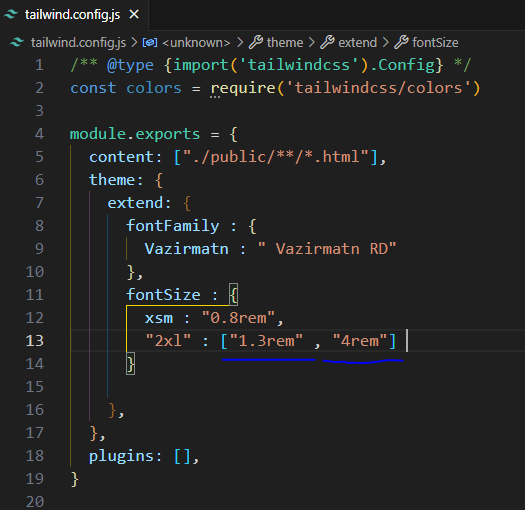 tailwind.config.js ×
tailwind.config.js > <unknown> > theme > extend > fontSize
1 /** @type {import('tailwindcss').Config} */
2 const colors = require('tailwindcss/colors')
3
4 module.exports = {
5 content: ["./public/**/*.html"],
6 theme: {
7 extend: {
8 fontFamily : {
9 Vazirmatn : " Vazirmatn RD"
10 },
11 fontSize : {
12 xsm : "0.8rem",
13 "2xl" : ["1.3rem" , "4rem"]
14 }
15
16 },
17 },
18 plugins: [],
19 }
20